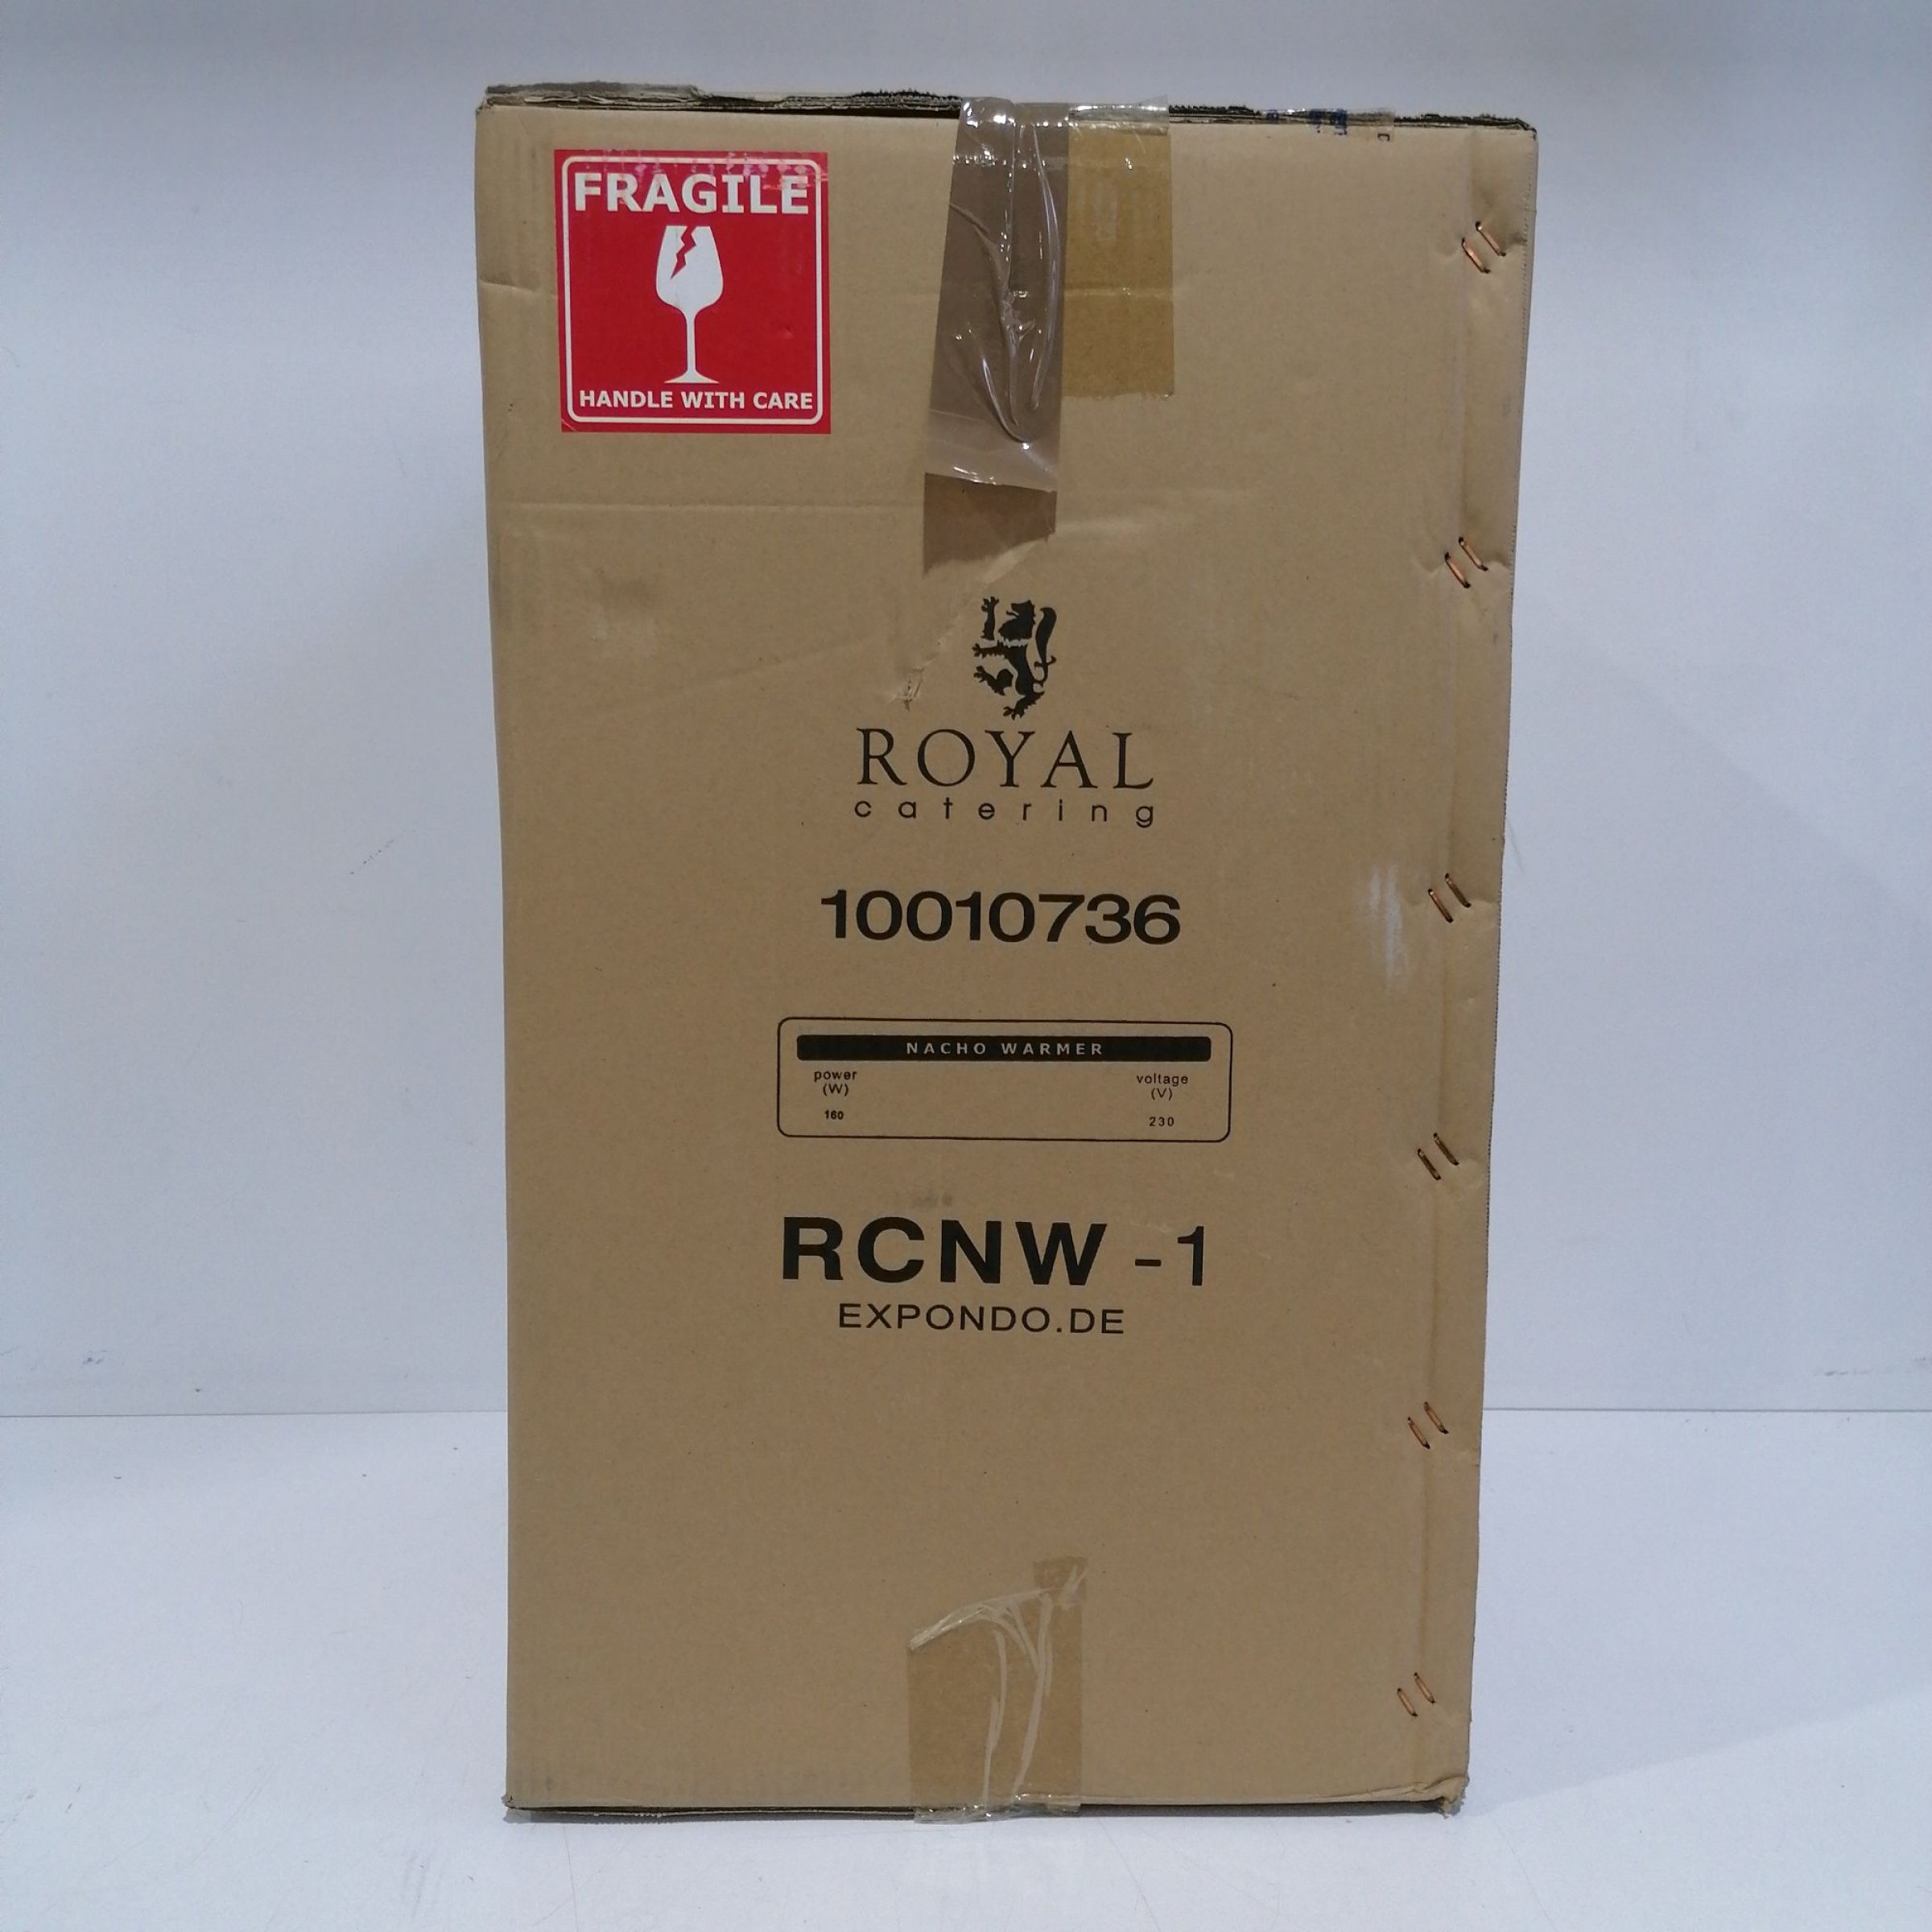 FRAGILE
HANDLE WITH CARE
ROYAL
catering
10010736
NACHO WARMER
power voltage
(W) (V)
160 230
RCNW -1
EXPONDO.DE